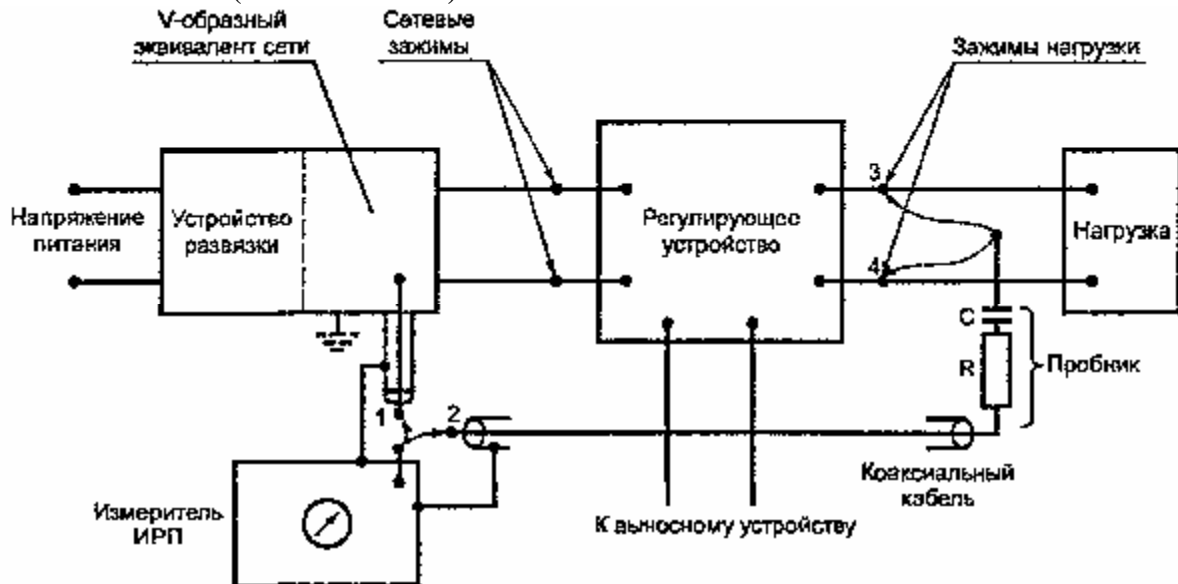 V-образный
эквивалент сети
Сетевые
зажимы
Зажимы нагрузки
Напряжение
питания
Устройство
развязки
Регулирующее
устройство
3
4
Нагрузка
C
R
Пробник
1
2
Коаксиальный
кабель
Измеритель
ИРП
К выносному устройству